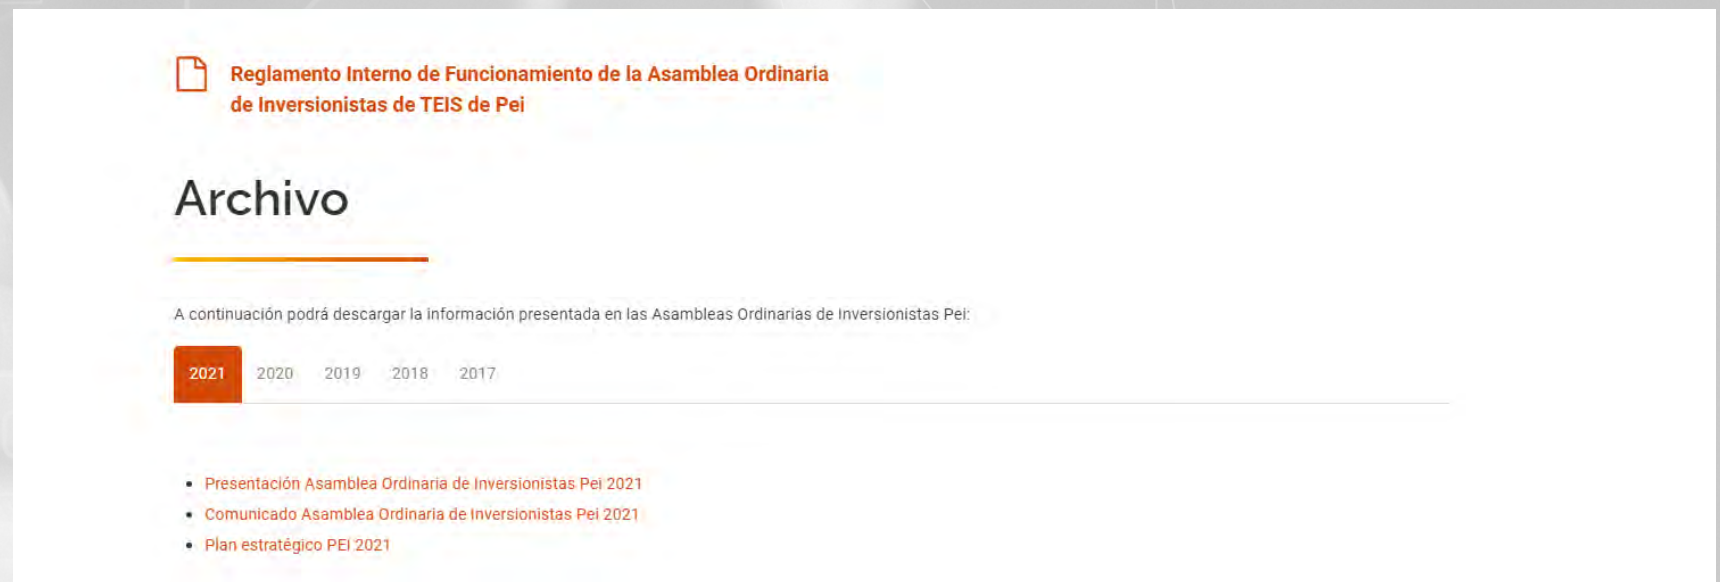 Reglamento Interno de Funcionamiento de la Asamblea Ordinaria
de Inversionistas de TEIS de Pei
Archivo
A continuación podrá descargar la información presentada en las Asambleas Ordinarias de Inversionistas Pei:
2021 2020 2019 2018 2017
Presentación Asamblea Ordinaria de Inversionistas Pei 2021
Comunicado Asamblea Ordinaria de Inversionistas Pei 2021
Plan estratégico PEI 2021